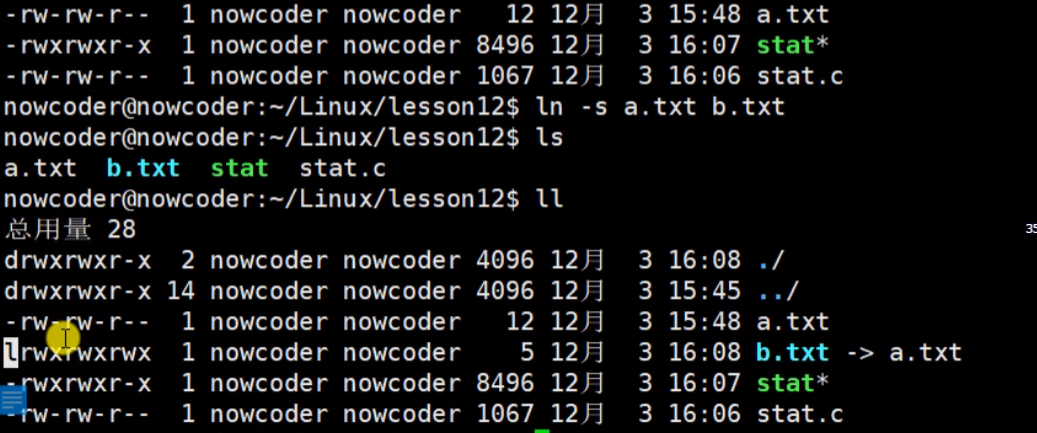 -rw-rw-r--  1 nowcoder nowcoder   12 12月  3 15:48 a.txt
-rwxrwxr-x  1 nowcoder nowcoder 8496 12月  3 16:07 stat*
-rw-rw-r--  1 nowcoder nowcoder 1067 12月  3 16:06 stat.c
nowcoder@nowcoder:~/Linux/lesson12$ ln -s a.txt b.txt
nowcoder@nowcoder:~/Linux/lesson12$ ls
a.txt  b.txt  stat  stat.c
nowcoder@nowcoder:~/Linux/lesson12$ ll
总用量 28
35
drwxrwxr-x  2 nowcoder nowcoder 4096 12月  3 16:08 ./
drwxrwxr-x 14 nowcoder nowcoder 4096 12月  3 15:45 ../
-rw-rw-r--  1 nowcoder nowcoder   12 12月  3 15:48 a.txt
lrwxrwxrwx  1 nowcoder nowcoder    5 12月  3 16:08 b.txt -> a.txt
-rwxrwxr-x  1 nowcoder nowcoder 8496 12月  3 16:07 stat*
-rw-rw-r--  1 nowcoder nowcoder 1067 12月  3 16:06 stat.c